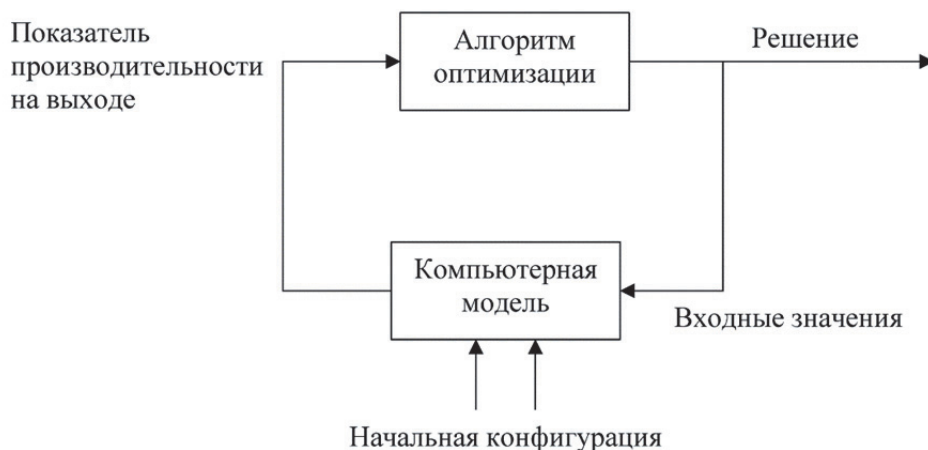 Показатель
производительности
на выходе
Алгоритм
оптимизации
Решение
Компьютерная
модель
Входные значения
Начальная конфигурация